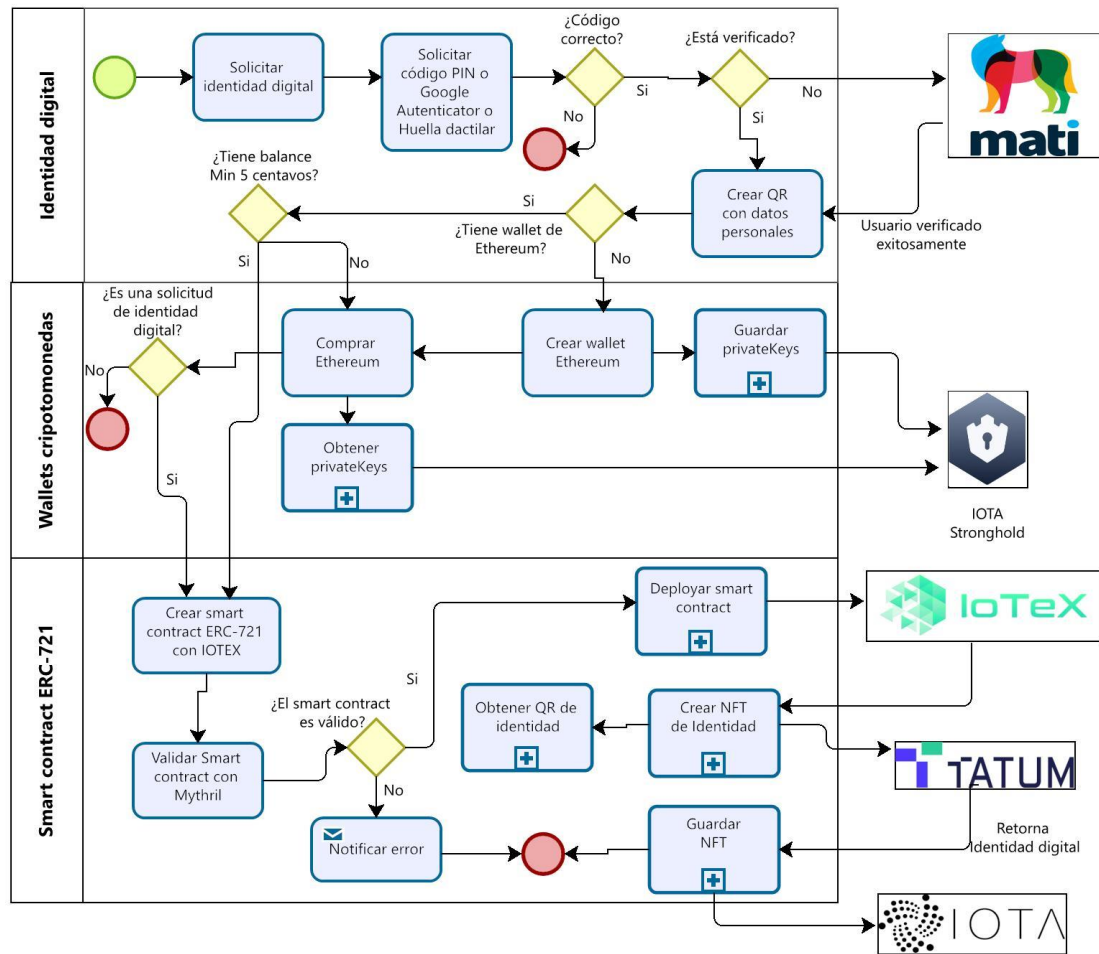 Identidad digital
Solicitar
identidad digital
Solicitar
código PIN o
Google
Autenticator o
Huella dactilar
¿Código
correcto?
Si
No
¿Está verificado?
No
Si
mati
Usuario verificado
exitosamente
Crear QR
con datos
personales
¿Tiene wallet de
Ethereum?
Si
No
¿Tiene balance
Min 5 centavos?
Si
No
Wallets criptomonedas
¿Es una solicitud
de identidad
digital?
No
Si
Comprar
Ethereum
Crear wallet
Ethereum
Guardar
privateKeys
Obtener
privateKeys
IOTA
Stronghold
Smart contract ERC-721
Crear smart
contract ERC-721
con IOTEX
Validar Smart
contract con
Mythril
¿El smart contract
es válido?
Si
No
Notificar error
Deployar smart
contract
IoTeX
Obtener QR de
identidad
Crear NFT
de Identidad
TATUM
Retorna
Identidad digital
Guardar
NFT
IOTA